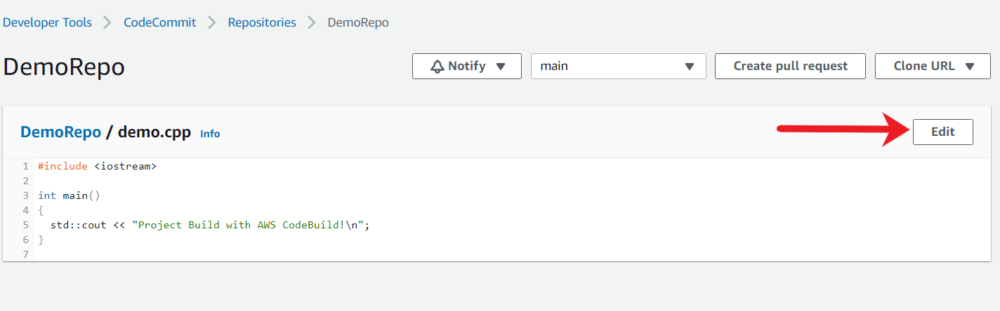 Developer Tools > CodeCommit > Repositories > DemoRepo
DemoRepo
Notify ▼ main ▼ Create pull request Clone URL ▼
DemoRepo / demo.cpp Info Edit
1 #include <iostream>
2
3 int main()
4 {
5   std::cout << "Project Build with AWS CodeBuild!\n";
6 }
7